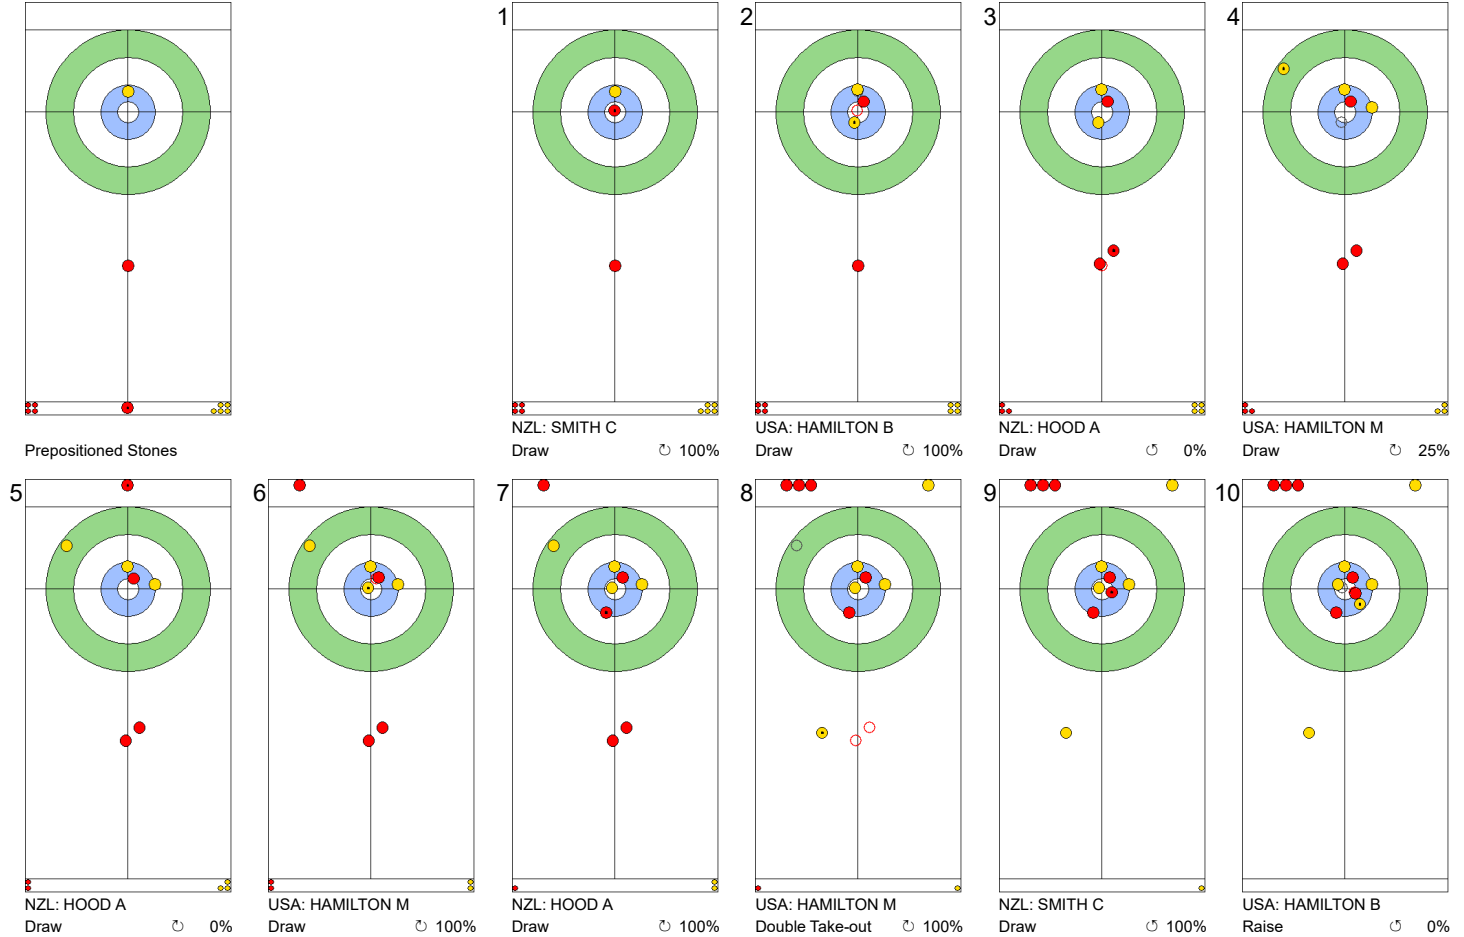 1
2
3
4
Prepositioned Stones
NZL: SMITH C
Draw ↻ 100%
USA: HAMILTON B
Draw ↻ 100%
NZL: HOOD A
Draw ↺ 0%
USA: HAMILTON M
Draw ↻ 25%
5
6
7
8
9
10
NZL: HOOD A
Draw ↻ 0%
USA: HAMILTON M
Draw ↻ 100%
NZL: HOOD A
Draw ↻ 100%
USA: HAMILTON M
Double Take-out ↻ 100%
NZL: SMITH C
Draw ↺ 100%
USA: HAMILTON B
Raise ↺ 0%